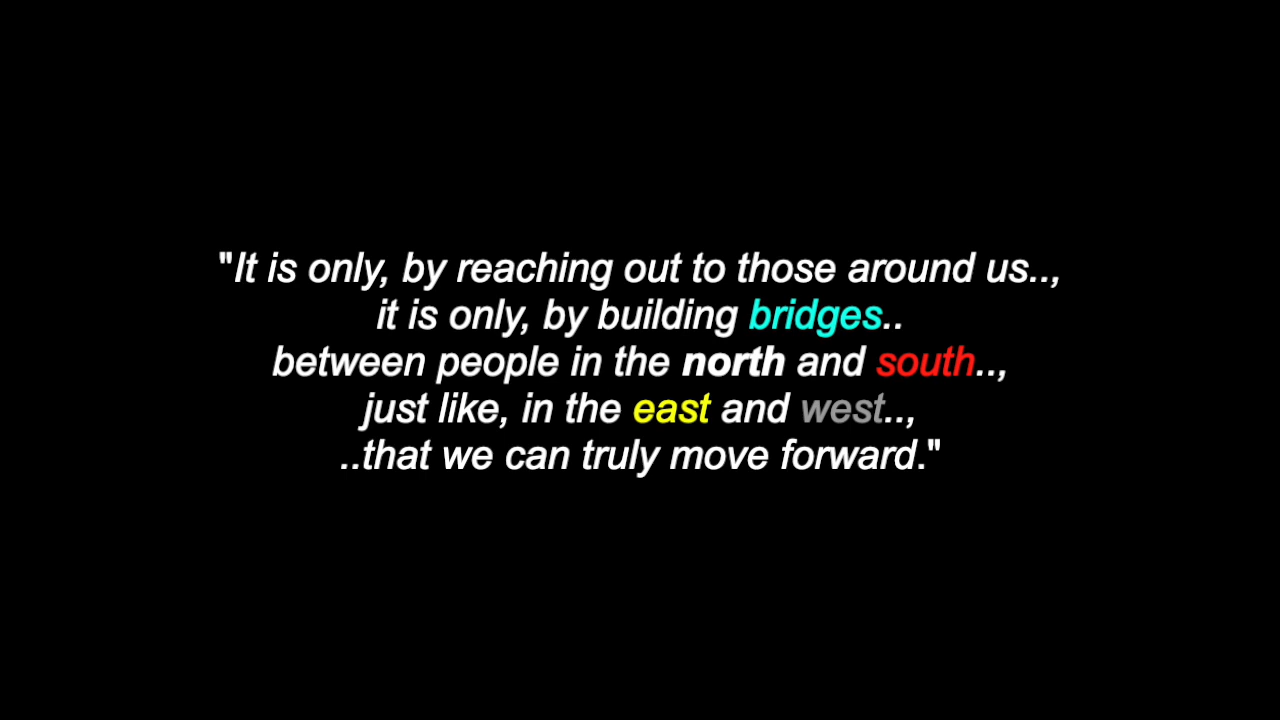 "It is only, by reaching out to those around us..,
it is only, by building bridges..
between people in the north and south..,
just like, in the east and west..,
..that we can truly move forward."